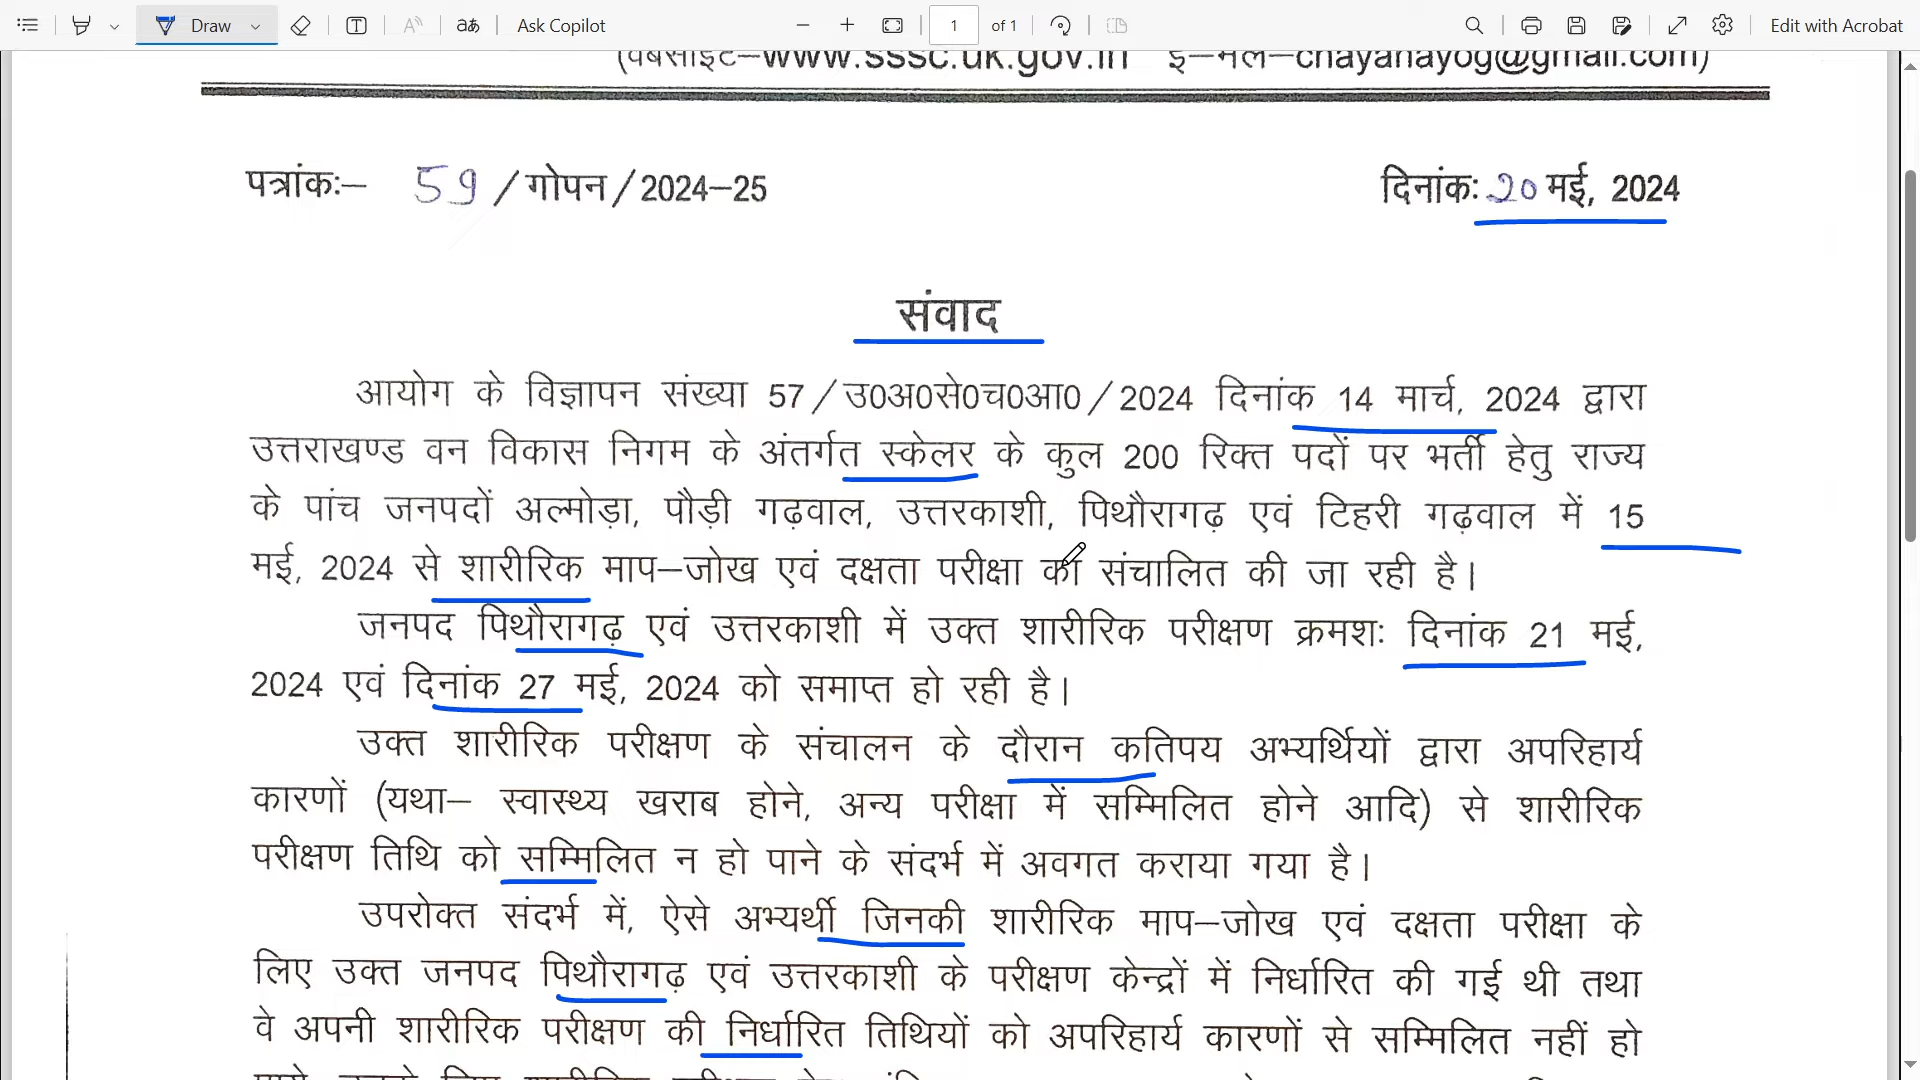 Draw
Ask Copilot
1 of 1
Edit with Acrobat
(वेबसाइट–www.sssc.uk.gov.in ई–मेल–chayanayog@gmail.com)
पत्रांकः– 59 /गोपन/2024–25 दिनांकः 20 मई, 2024
संवाद
आयोग के विज्ञापन संख्या 57/उ0अ0से0च0आ0/2024 दिनांक 14 मार्च, 2024 द्वारा
उत्तराखण्ड वन विकास निगम के अंतर्गत स्केलर के कुल 200 रिक्त पदों पर भर्ती हेतु राज्य
के पांच जनपदों अल्मोड़ा, पौड़ी गढ़वाल, उत्तरकाशी, पिथौरागढ़ एवं टिहरी गढ़वाल में 15
मई, 2024 से शारीरिक माप–जोख एवं दक्षता परीक्षा की संचालित की जा रही है।
जनपद पिथौरागढ़ एवं उत्तरकाशी में उक्त शारीरिक परीक्षण क्रमशः दिनांक 21 मई,
2024 एवं दिनांक 27 मई, 2024 को समाप्त हो रही है।
उक्त शारीरिक परीक्षण के संचालन के दौरान कतिपय अभ्यर्थियों द्वारा अपरिहार्य
कारणों (यथा– स्वास्थ्य खराब होने, अन्य परीक्षा में सम्मिलित होने आदि) से शारीरिक
परीक्षण तिथि को सम्मिलित न हो पाने के संदर्भ में अवगत कराया गया है।
उपरोक्त संदर्भ में, ऐसे अभ्यर्थी जिनकी शारीरिक माप–जोख एवं दक्षता परीक्षा के
लिए उक्त जनपद पिथौरागढ़ एवं उत्तरकाशी के परीक्षण केन्द्रों में निर्धारित की गई थी तथा
वे अपनी शारीरिक परीक्षण की निर्धारित तिथियों को अपरिहार्य कारणों से सम्मिलित नहीं हो